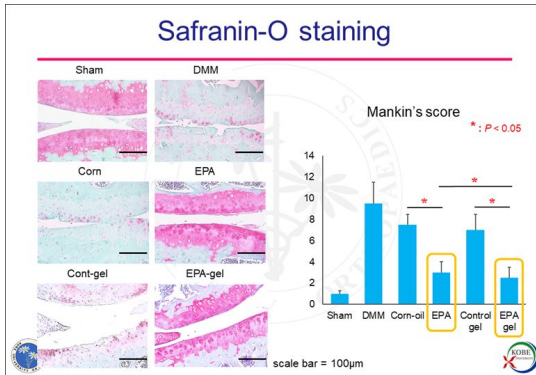 Safranin-O staining
Sham
DMM
Corn
EPA
Cont-gel
EPA-gel
scale bar = 100μm
Mankin's score
* : P < 0.05
14
12
10
8
6
4
2
0
*
*
*
Sham
DMM
Corn-oil
EPA
Control gel
EPA gel
KOBE